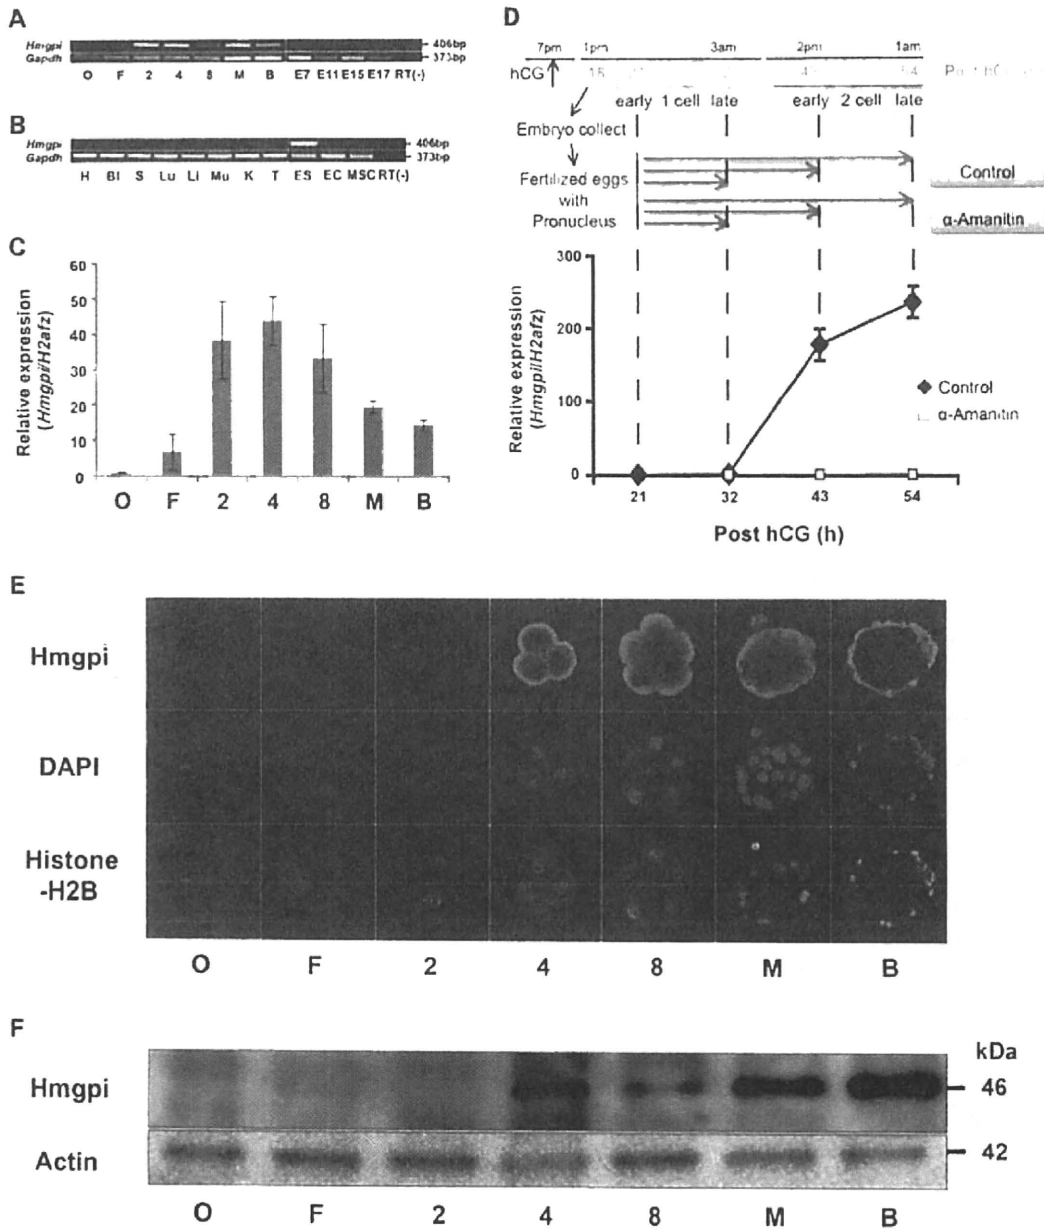 A
Hmgpi
406bp
Gapdh
373bp
O F 2 4 8 M B E7 E11 E15 E17 RT(-)
B
Hmgpi
406bp
Gapdh
373bp
H Bl S Lu Li Mu K T ES EC MSC RT(-)
C
Relative expression
(Hmgpi/H2afz)
60
50
40
30
20
10
0
O F 2 4 8 M B
D
7pm 1pm 3am 2pm 1am
hCG
early 1 cell late early 2 cell late
Embryo collect
Fertilized eggs
with
Pronucleus
Control
α-Amanitin
Relative expression
(Hmgpi/H2afz)
300
200
100
0
Control
α-Amanitin
21 32 43 54
Post hCG (h)
E
Hmgpi
DAPI
Histone
-H2B
O F 2 4 8 M B
F
kDa
Hmgpi
46
Actin
42
O F 2 4 8 M B